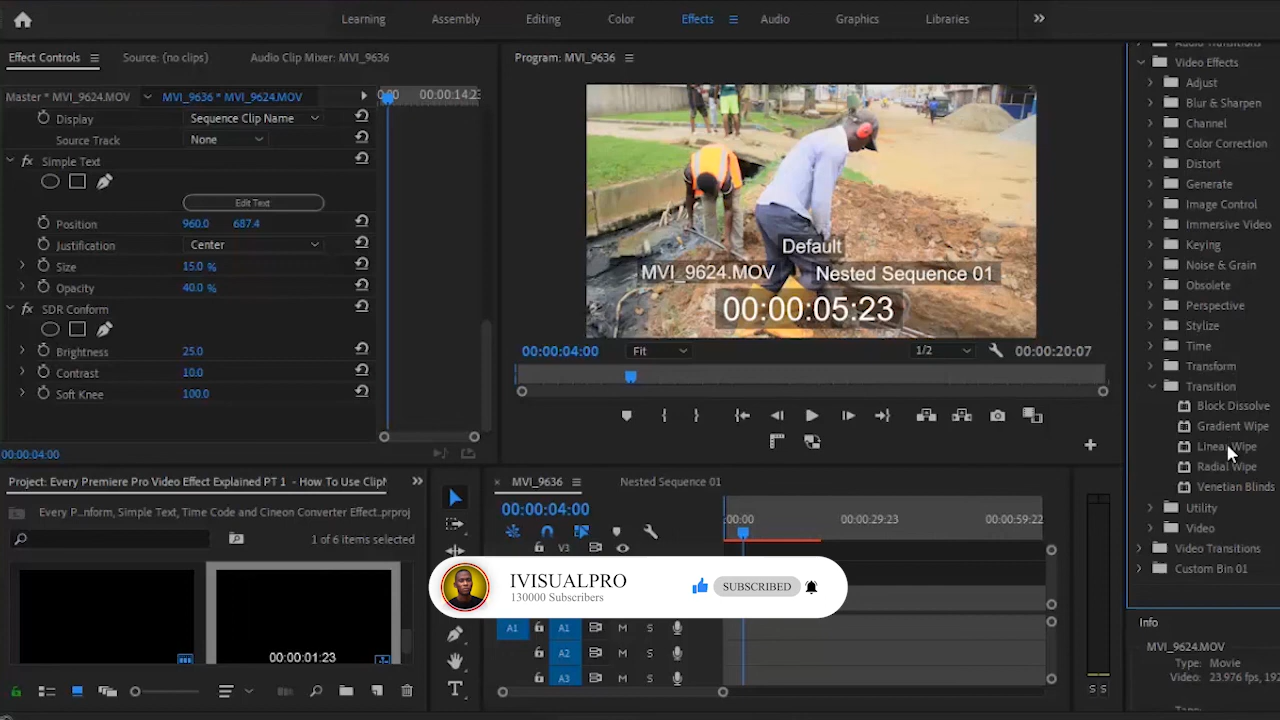 Learning Assembly Editing Color Effects Audio Graphics Libraries
Effect Controls Source: (no clips) Audio Clip Mixer: MVI_9636
Master * MVI_9624.MOV MVI_9636 * MVI_9624.MOV 00:00:14:23
Display Sequence Clip Name
Source Track None
fx Simple Text
Edit Text
Position 960.0 687.4
Justification Center
Size 15.0 %
Opacity 40.0 %
fx SDR Conform
Brightness 25.0
Contrast 10.0
Soft Knee 100.0
00:00:04:00
Program: MVI_9636
Default
MVI_9624.MOV Nested Sequence 01
00:00:05:23
00:00:04:00 Fit 1/2 00:00:20:07
Audio Transitions
Video Effects
Adjust
Blur & Sharpen
Channel
Color Correction
Distort
Generate
Image Control
Immersive Video
Keying
Noise & Grain
Obsolete
Perspective
Stylize
Time
Transform
Transition
Block Dissolve
Gradient Wipe
Linear Wipe
Radial Wipe
Venetian Blinds
Utility
Video
Video Transitions
Custom Bin 01
Info
MVI_9624.MOV
Type: Movie
Video: 23.976 fps, 192
Project: Every Premiere Pro Video Effect Explained PT 1 - How To Use ClipN
Every P...nform, Simple Text, Time Code and Cineon Converter Effect..prproj
1 of 6 items selected
00:00:01:23
MVI_9636 Nested Sequence 01
00:00:04:00
:00:00 00:00:29:23 00:00:59:22
V3
IVISUALPRO
130000 Subscribers
SUBSCRIBED
A1 A1 M S
A2 M S
A3 M S
T
S S